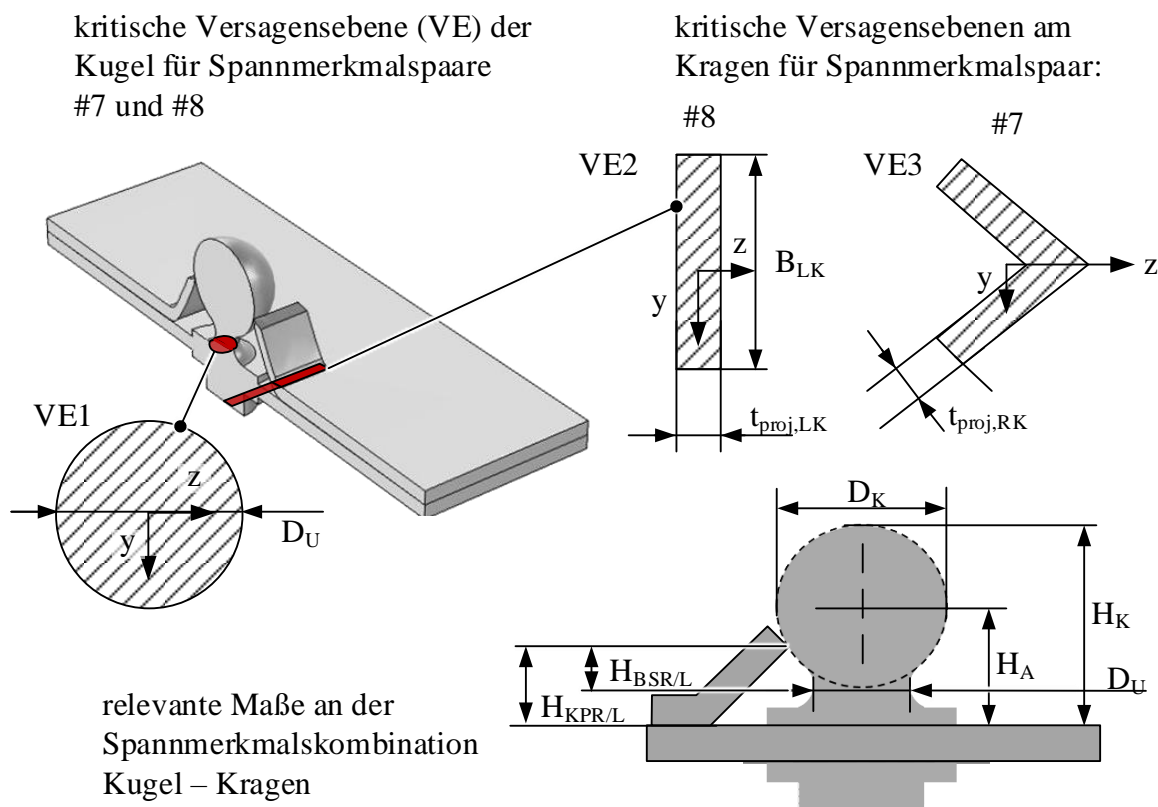 kritische Versagensebene (VE) der
Kugel für Spannmerkmalspaare
#7 und #8
kritische Versagensebenen am
Kragen für Spannmerkmalspaar:
#8
#7
VE2
VE3
z
B_LK
y
z
y
t_proj,LK
t_proj,RK
VE1
z
D_U
y
D_K
H_K
H_A
H_BSR/L
D_U
H_KPR/L
relevante Maße an der
Spannmerkmalskombination
Kugel – Kragen